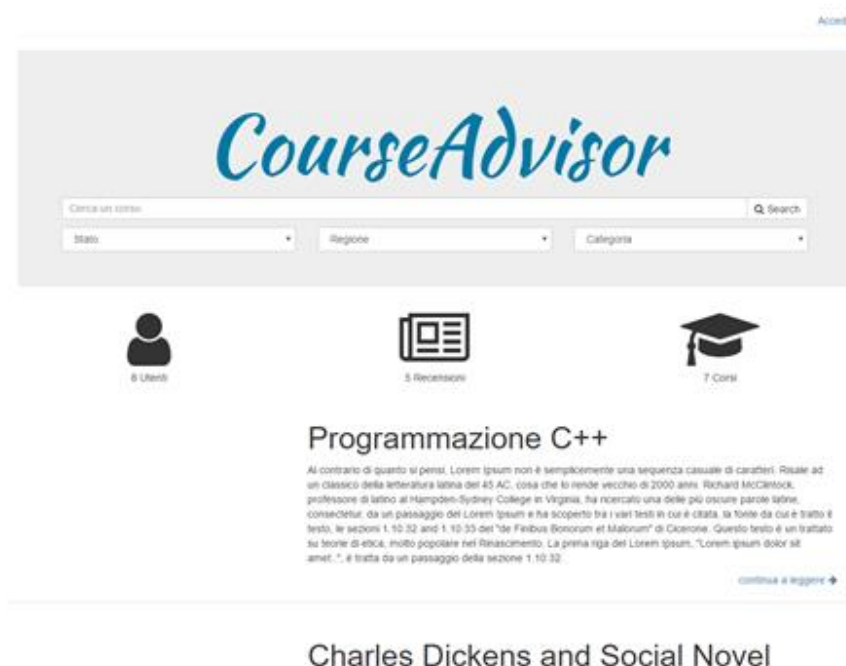 Acced
CourseAdvisor
Cerca un corso
Search
Stato
Regione
Categoria
6 Utenti
5 Recensioni
7 Corsi
Programmazione C++
Al contrario di quanto si pensi, Lorem Ipsum non è semplicemente una sequenza casuale di caratteri. Risale ad
un classico della letteratura latina del 45 AC, cosa che lo rende vecchio di 2000 anni. Richard McClintock,
professore di latino al Hampden-Sydney College in Virginia, ha ricercato una delle più oscure parole latine,
consectetur, da un passaggio del Lorem Ipsum e ha scoperto tra i vari testi in cui è citata, la fonte da cui è tratto il
testo, le sezioni 1.10.32 and 1.10.33 del "de Finibus Bonorum et Malorum" di Cicerone. Questo testo è un trattato
su teorie di etica, molto popolare nel Rinascimento. La prima riga del Lorem Ipsum, "Lorem ipsum dolor sit
amet..", è tratta da un passaggio della sezione 1.10.32.
continua a leggere
Charles Dickens and Social Novel